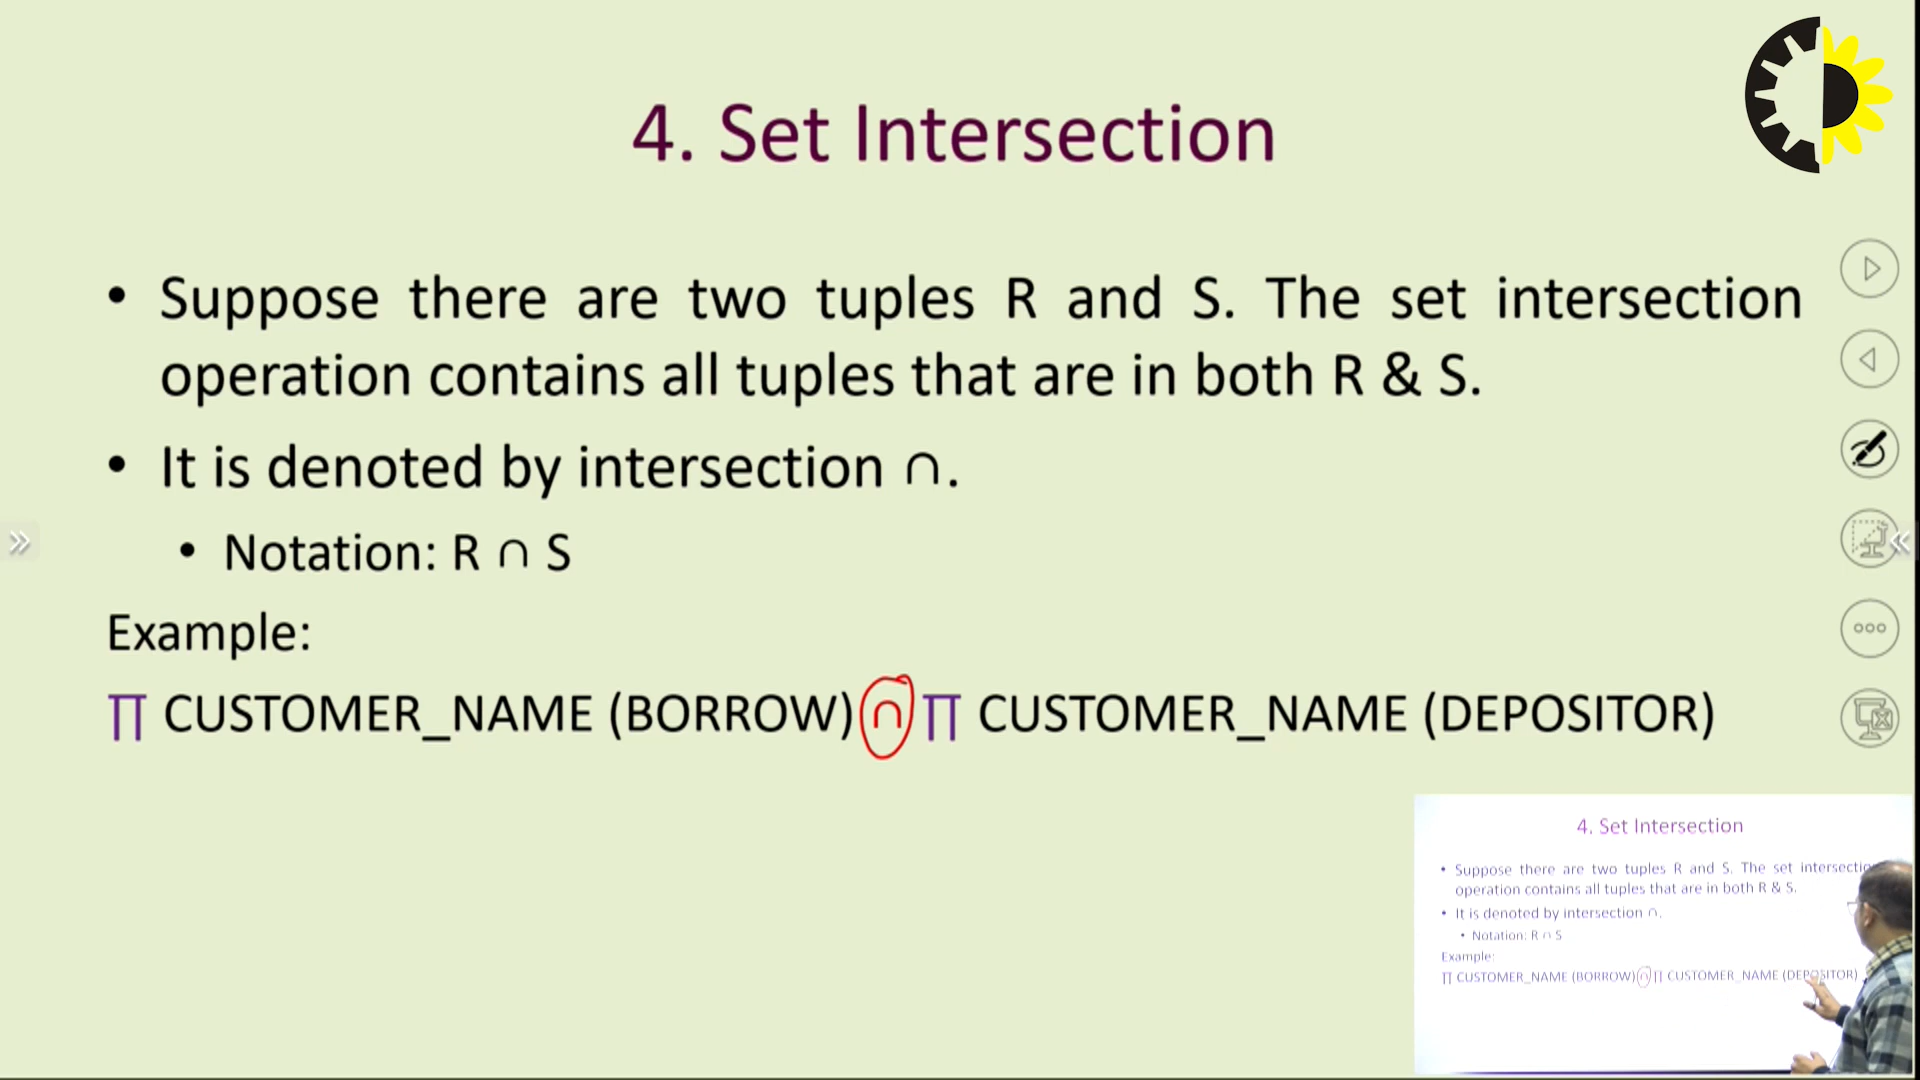 4. Set Intersection
• Suppose there are two tuples R and S. The set intersection
operation contains all tuples that are in both R & S.
• It is denoted by intersection ∩.
• Notation: R ∩ S
Example:
∏ CUSTOMER_NAME (BORROW) ∩ ∏ CUSTOMER_NAME (DEPOSITOR)
4. Set Intersection
• Suppose there are two tuples R and S. The set intersectio
operation contains all tuples that are in both R & S.
• It is denoted by intersection ∩.
• Notation: R ∩ S
Example:
∏ CUSTOMER_NAME (BORROW) ∩ ∏ CUSTOMER_NAME (DEPOSITOR)